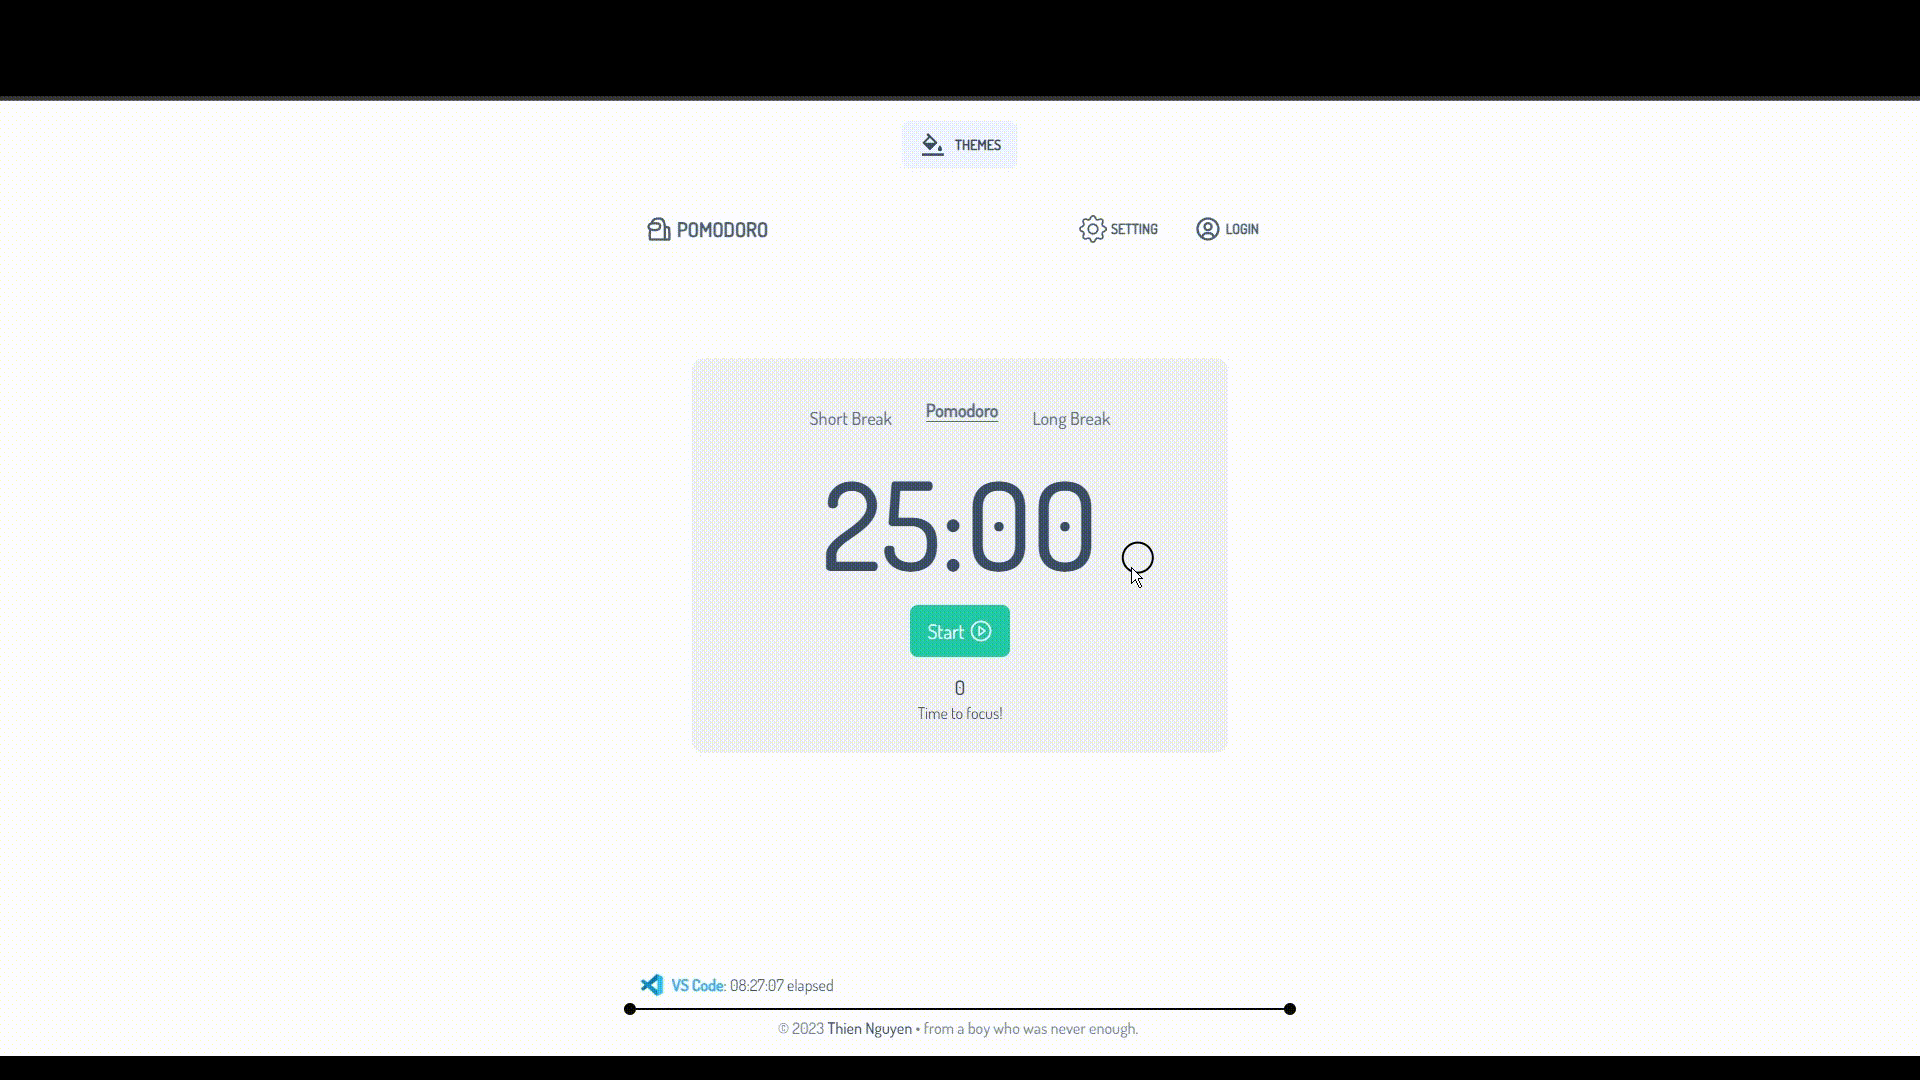 THEMES
POMODORO SETTING LOGIN
Short Break Pomodoro Long Break
25:00
Start
0
Time to focus!
VS Code: 08:27:07 elapsed
© 2023 Thien Nguyen • from a boy who was never enough.